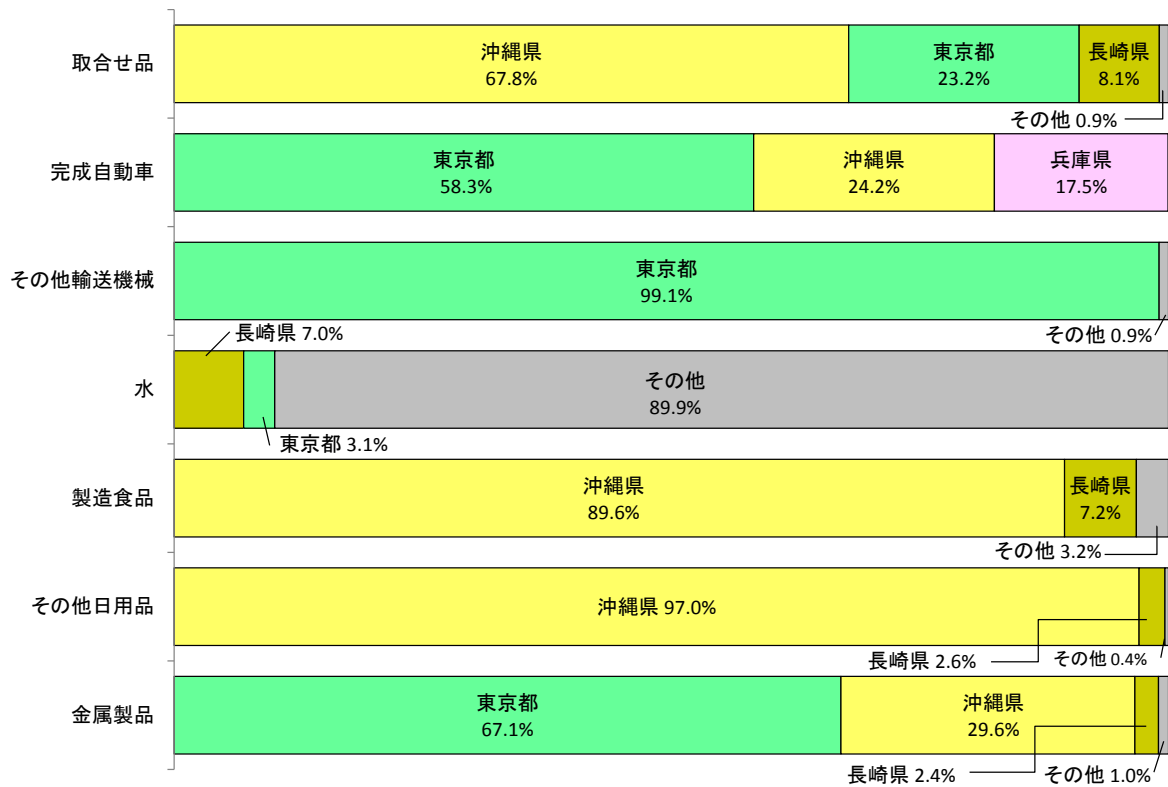 取合せ品
沖縄県
67.8%
東京都
23.2%
長崎県
8.1%
その他 0.9%
完成自動車
東京都
58.3%
沖縄県
24.2%
兵庫県
17.5%
その他輸送機械
東京都
99.1%
その他 0.9%
水
長崎県 7.0%
東京都 3.1%
その他
89.9%
製造食品
沖縄県
89.6%
長崎県
7.2%
その他 3.2%
その他日用品
沖縄県 97.0%
長崎県 2.6%
その他 0.4%
金属製品
東京都
67.1%
沖縄県
29.6%
長崎県 2.4%
その他 1.0%